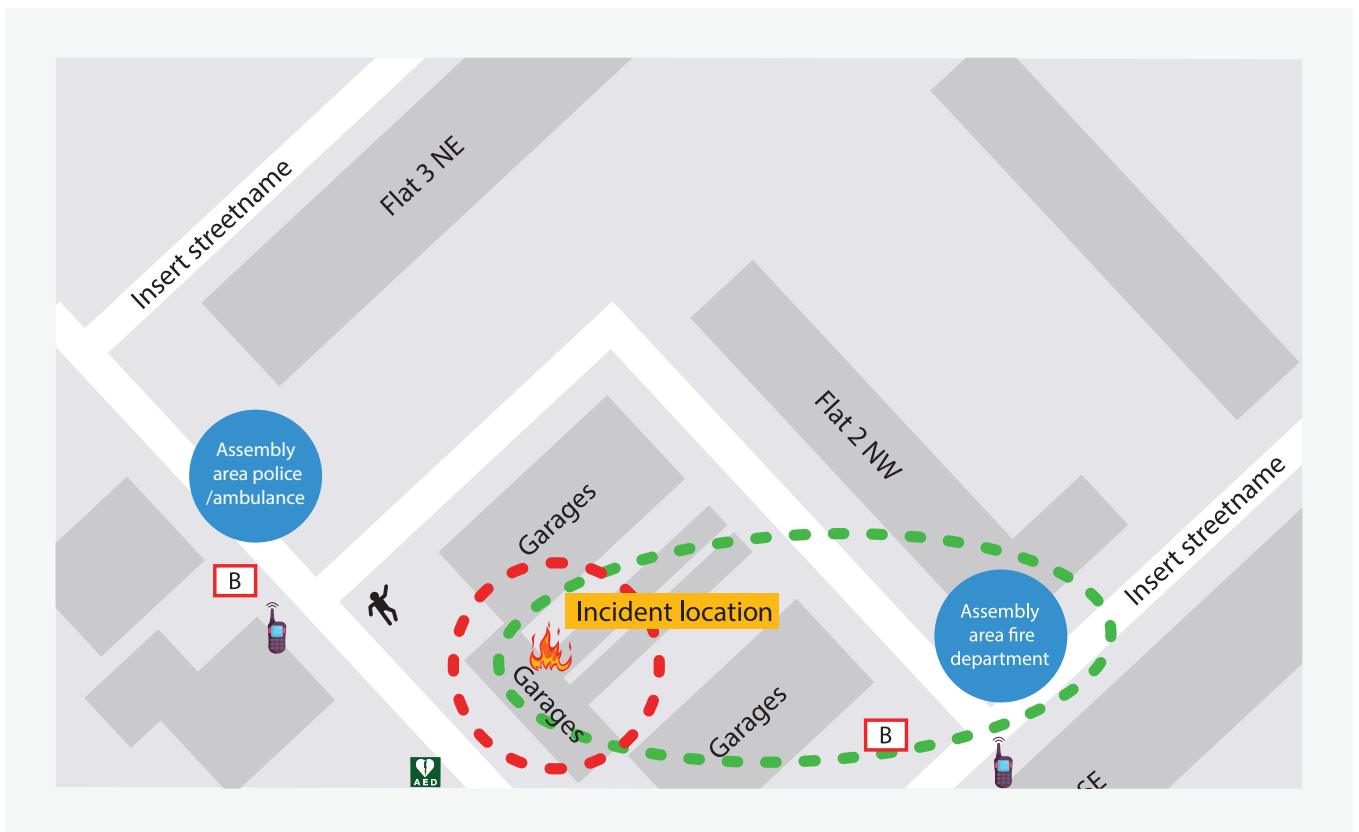 Flat 3 NE
Insert streetname
Flat 2 NW
Assembly
area police
/ambulance
Garages
Insert streetname
B
Incident location
Assembly
area fire
department
Garages
Garages
B
AED
SE